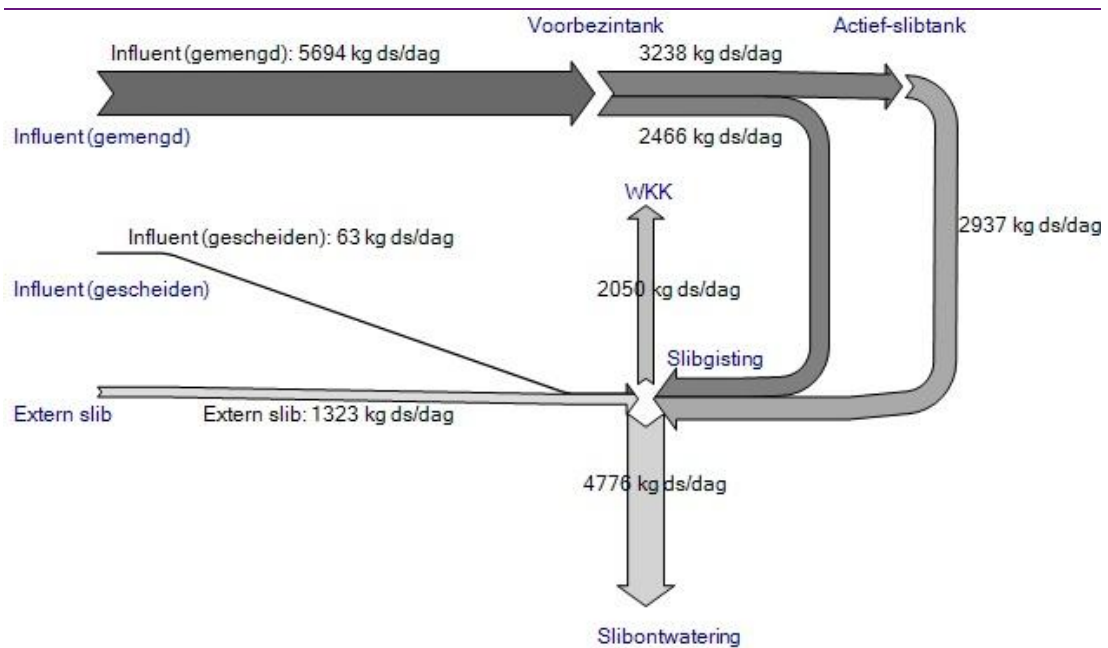 Voorbezintank
Actief-slibtank
Influent (gemengd): 5694 kg ds/dag
3238 kg ds/dag
Influent (gemengd)
2466 kg ds/dag
WKK
Influent (gescheiden): 63 kg ds/dag
2937 kg ds/dag
Influent (gescheiden)
2050 kg ds/dag
Slibgisting
Extern slib
Extern slib: 1323 kg ds/dag
4776 kg ds/dag
Slibontwatering